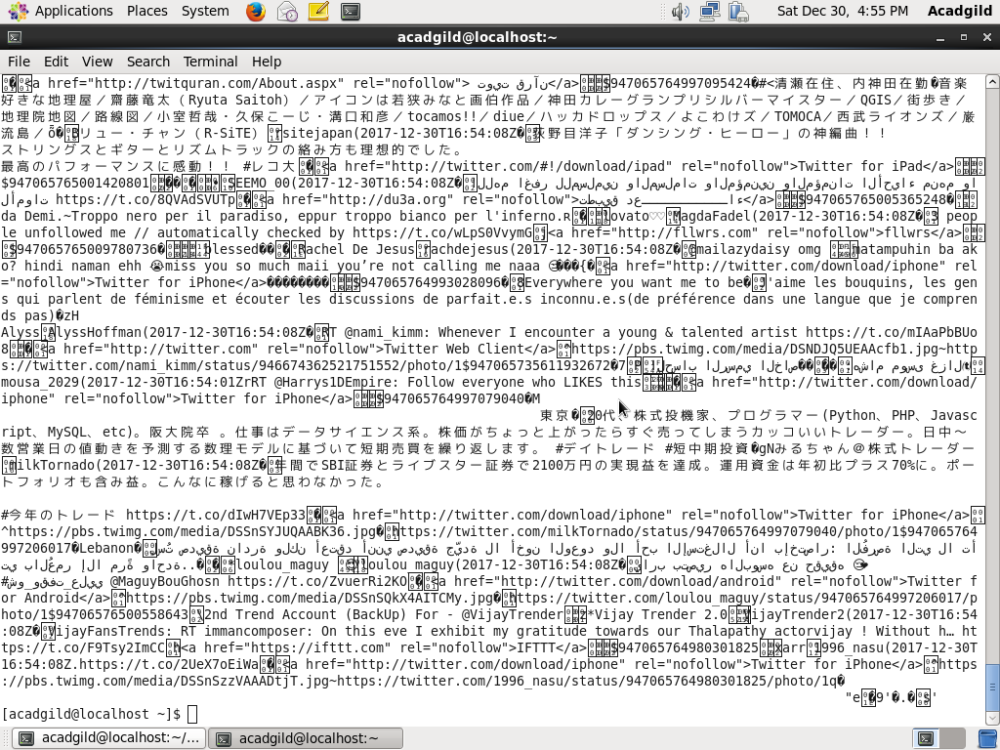 Applications Places System Sat Dec 30, 4:55 PM Acadgild
acadgild@localhost:~
File Edit View Search Terminal Help
<a href="http://twitquran.com/About.aspx" rel="nofollow"> </a> $947065764997095424 #<清瀬在住、内神田在勤 音楽
好きな地理屋／齋藤竜太 (Ryuta Saitoh)／アイコンは若狭みなと画伯作品／神田カレーグランプリシルバーマイスター／QGIS／街歩き／
地理院地図／路線図／小室哲哉・久保こーじ・溝口和彦／tocamos!!／diue／ハッカドロップス／よこわけズ／TOMOCA／西武ライオンズ／厳
流島／ リュー・チャン (R-SiTE) rsitejapan(2017-12-30T16:54:08Z 荻野目洋子「ダンシング・ヒーロー」の神編曲！！
ストリングスとギターとリズムトラックの絡み方も理想的でした。
最高のパフォーマンスに感動！！ #レコ大 <a href="http://twitter.com/#!/download/ipad" rel="nofollow">Twitter for iPad</a>
$947065765001420801 SEEMO_00(2017-12-30T16:54:08Z
https://t.co/8QVAdSVUTp <a href="http://du3a.org" rel="nofollow"> </a> $947065765005365248
da Demi.~Troppo nero per il paradiso, eppur troppo bianco per l'inferno. lovato♡♡ MagdaFadel(2017-12-30T16:54:08Z 3 peop
le unfollowed me // automatically checked by https://t.co/wLpS0VvymG <a href="http://fllwrs.com" rel="nofollow">fllwrs</a>
$947065765009780736 blessed Rachel De Jesus rachdejesus(2017-12-30T16:54:08Z @mailazydaisy omg matampuhin ba ak
o? hindi naman ehh 😭miss you so much maii you're not calling me naaa {<a href="http://twitter.com/download/iphone" rel
="nofollow">Twitter for iPhone</a> $947065764993028096 Everywhere you want me to be J'aime les bouquins, les gen
s qui parlent de féminisme et écouter les discussions de parfait.e.s inconnu.e.s(de préférence dans une langue que je compren
ds pas) zH
Alyss AlyssHoffman(2017-12-30T16:54:08Z RT @nami_kimm: Whenever I encounter a young & talented artist https://t.co/mIAaPbBUo
8 <a href="http://twitter.com" rel="nofollow">Twitter Web Client</a> ^https://pbs.twimg.com/media/DSNDJQ5UEAAcfb1.jpg~http
s://twitter.com/nami_kimm/status/946674362521751552/photo/1$947065735611932672 7
mousa_2029(2017-12-30T16:54:01ZrRT @Harrys1DEmpire: Follow everyone who LIKES this <a href="http://twitter.com/download/
iphone" rel="nofollow">Twitter for iPhone</a> $947065764997079040 M
東京 20代 株式投機家、プログラマー(Python、PHP、Javasc
ript、MySQL、etc)。阪大院卒 。仕事はデータサイエンス系。株価がちょっと上がったらすぐ売ってしまうカッコいいトレーダー。日中〜
数営業日の値動きを予測する数理モデルに基づいて短期売買を繰り返します。 #デイトレード #短中期投資 gNみるちゃん＠株式トレーダー
milkTornado(2017-12-30T16:54:08Z 年間でSBI証券とライブスター証券で2100万円の実現益を達成。運用資金は年初比プラス70%に。ポー
トフォリオも含み益。こんなに稼げると思わなかった。
#今年のトレード https://t.co/dIwH7VEp33 <a href="http://twitter.com/download/iphone" rel="nofollow">Twitter for iPhone</a>
^https://pbs.twimg.com/media/DSSnSYJUQAABK36.jpg https://twitter.com/milkTornado/status/947065764997079040/photo/1$947065764
997206017 Lebanon
loulou_maguy loulou_maguy(2017-12-30T16:54:08Z
@MaguyBouGhosn https://t.co/ZvuerRi2KO <a href="http://twitter.com/download/android" rel="nofollow">Twitter f
or Android</a> ^https://pbs.twimg.com/media/DSSnSQkX4AITCMy.jpg https://twitter.com/loulou_maguy/status/947065764997206017/p
hoto/1$947065765005586​43 2nd Trend Account (BackUp) For - @VijayTrender *Vijay Trender 2.0 VijayTrender2(2017-12-30T16:54
:08Z VijayFansTrends: RT immancomposer: On this eve I exhibit my gratitude towards our Thalapathy actorvijay ! Without h… ht
tps://t.co/F9Tsy2ImCC <a href="https://ifttt.com" rel="nofollow">IFTTT</a> $947065764980301825 xarr 1996_nasu(2017-12-30T
16:54:08Z.https://t.co/2UeX7oEiWa <a href="http://twitter.com/download/iphone" rel="nofollow">Twitter for iPhone</a> ^https
://pbs.twimg.com/media/DSSnSzzVAAADtjT.jpg~https://twitter.com/1996_nasu/status/947065764980301825/photo/1q
"e 9'.
[acadgild@localhost ~]$
acadgild@localhost:~/... acadgild@localhost:~